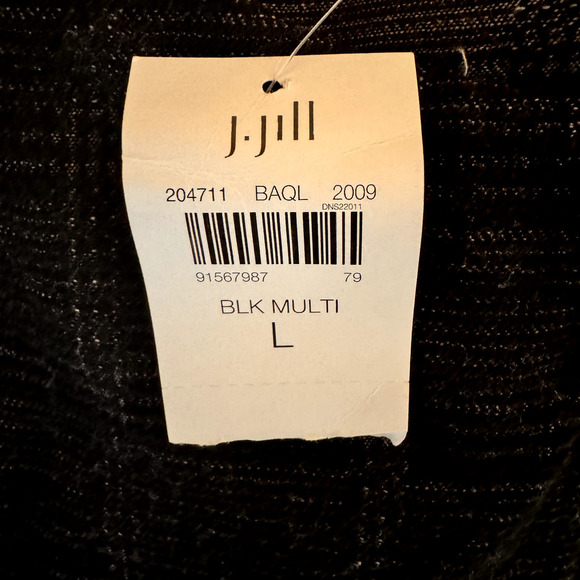 J.Jill
204711 BAQL 2009
DNS22011
91567987 79
BLK MULTI
L